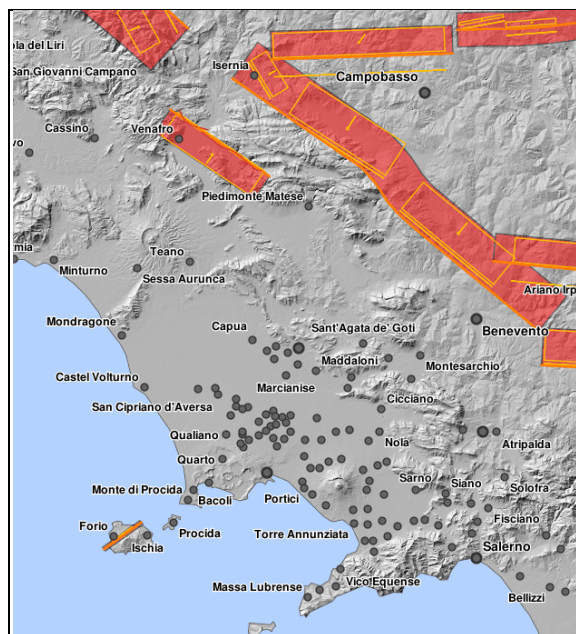 ola del Liri
San Giovanni Campano
Isernia
Campobasso
Cassino
Venafro
vo
Piedimonte Matese
mia
Teano
Minturno
Sessa Aurunca
Ariano Irp
Mondragone
Capua
Sant'Agata de' Goti
Benevento
Maddaloni
Montesarchio
Castel Volturno
Marcianise
San Cipriano d'Aversa
Cicciano
Qualiano
Nola
Atripalda
Quarto
Sarno
Siano
Solofra
Monte di Procida
Bacoli
Portici
Fisciano
Forio
Procida
Ischia
Torre Annunziata
Salerno
Massa Lubrense
Vico Equense
Bellizzi